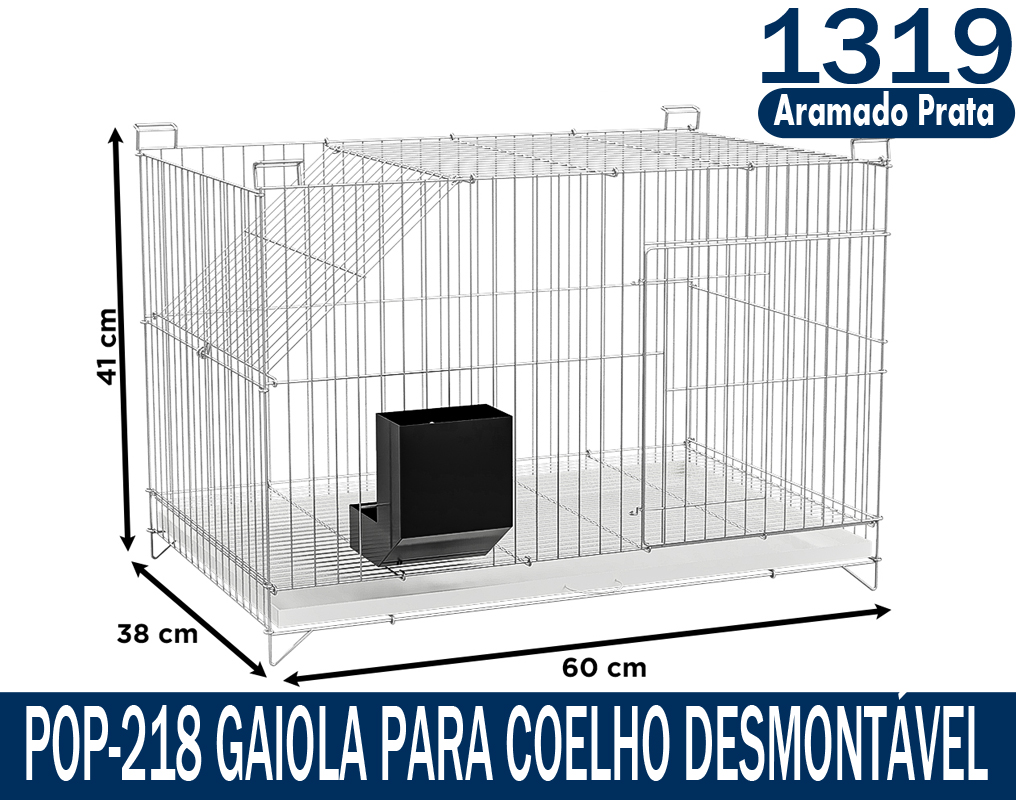 1319
Aramado Prata
41 cm
38 cm
60 cm
POP-218 GAIOLA PARA COELHO DESMONTÁVEL